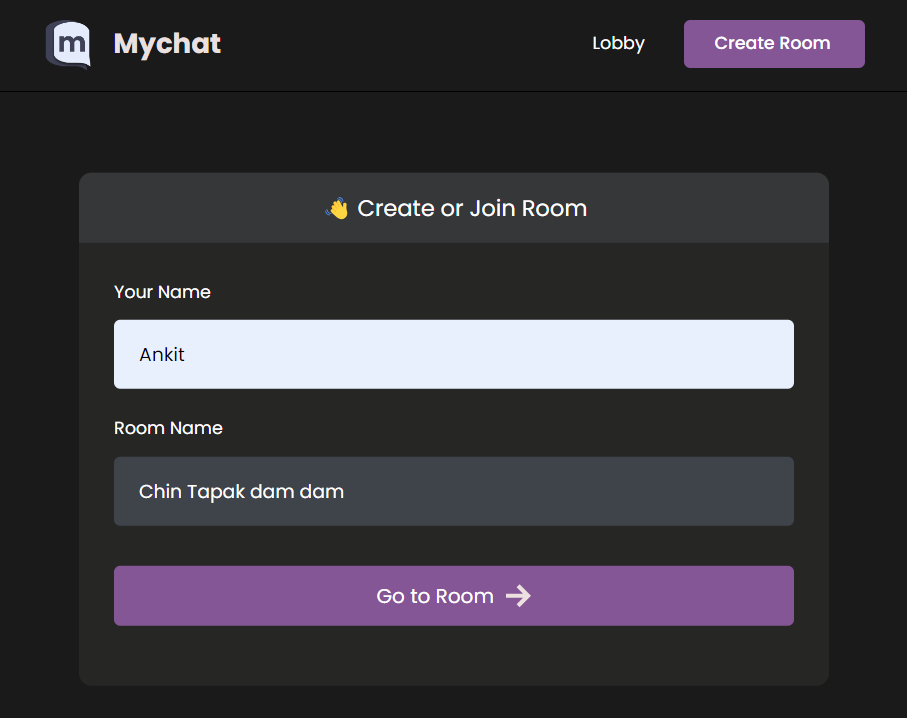 m
Mychat
Lobby
Create Room
👋 Create or Join Room
Your Name
Ankit
Room Name
Chin Tapak dam dam
Go to Room →